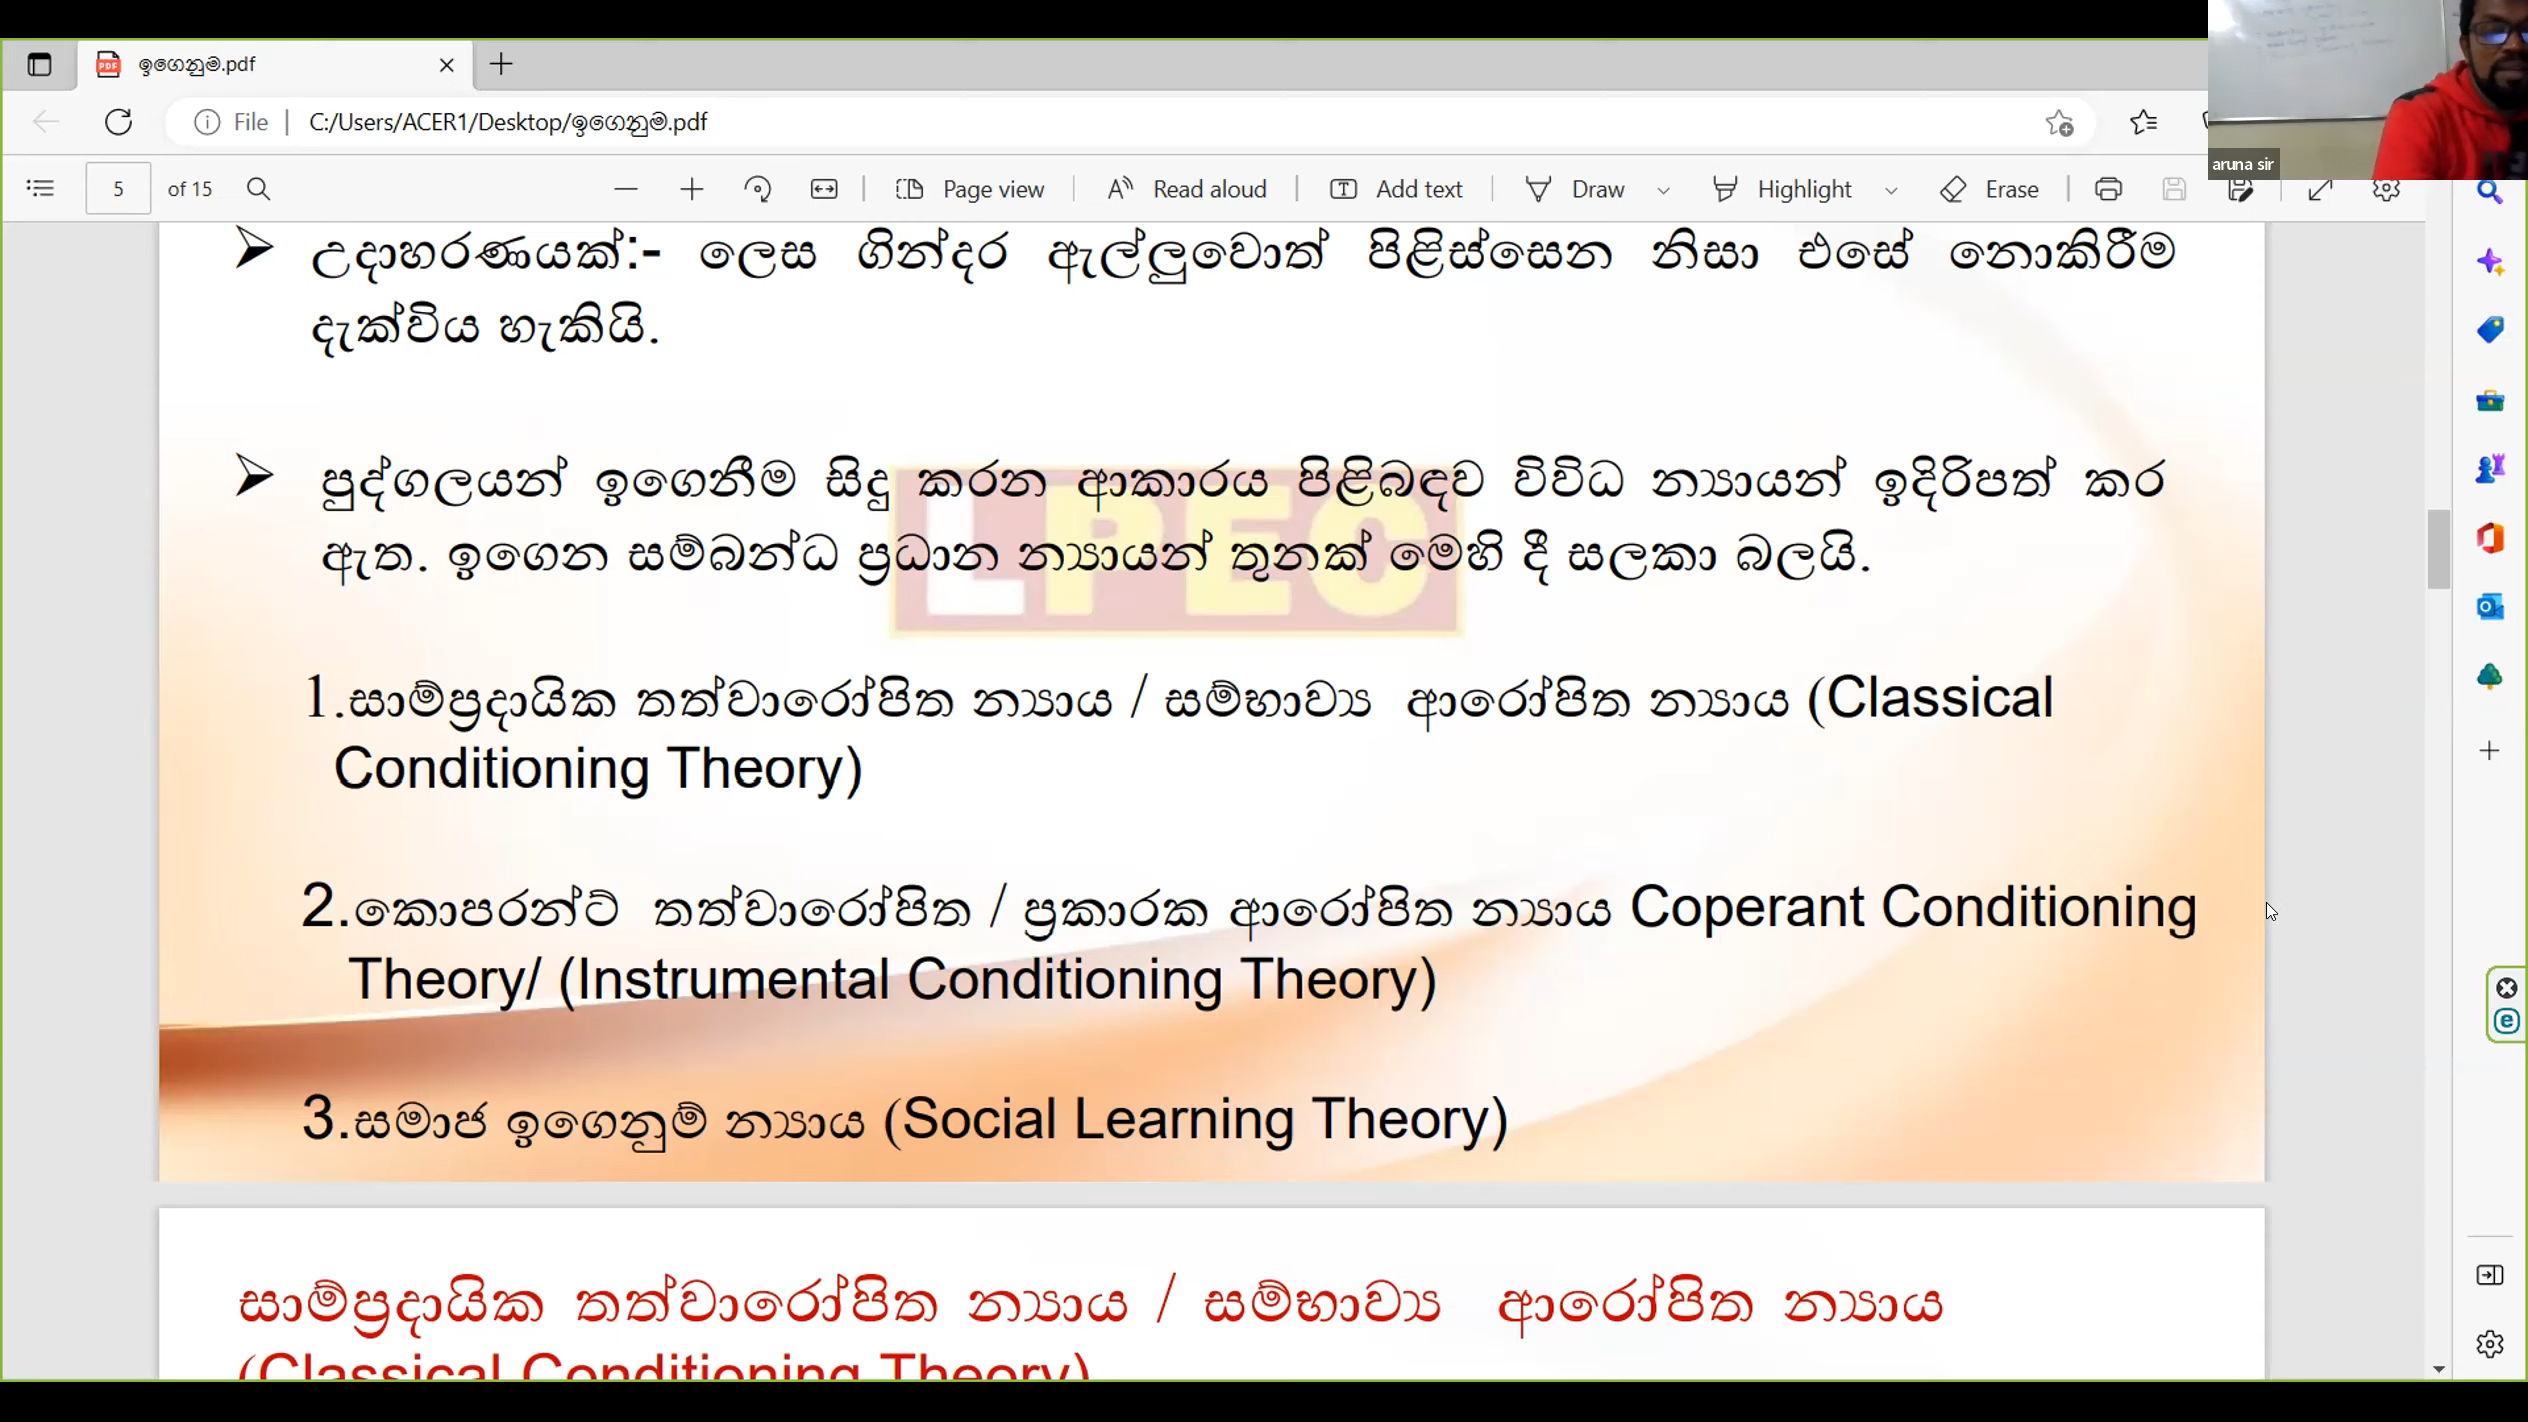 ඉගෙනුම.pdf
aruna sir
File
C:/Users/ACER1/Desktop/ඉගෙනුම.pdf
5 of 15 Page view Read aloud Add text Draw Highlight Erase
උදාහරණයක්:- ලෙස ගින්දර ඇල්ලුවොත් පිළිස්සෙන නිසා එසේ නොකිරීම
දැක්විය හැකියි.
පුද්ගලයන් ඉගෙනීම සිදු කරන ආකාරය පිළිබඳව විවිධ න්‍යායන් ඉදිරිපත් කර
ඇත. ඉගෙන සම්බන්ධ ප්‍රධාන න්‍යායන් තුනක් මෙහි දී සලකා බලයි.
LPEC
1.සාම්ප්‍රදායික තත්වාරෝපිත න්‍යාය / සම්භාව්‍ය ආරෝපිත න්‍යාය (Classical
Conditioning Theory)
2.කොපරන්ට් තත්වාරෝපිත / ප්‍රකාරක ආරෝපිත න්‍යාය Coperant Conditioning
Theory/ (Instrumental Conditioning Theory)
3.සමාජ ඉගෙනුම් න්‍යාය (Social Learning Theory)
සාම්ප්‍රදායික තත්වාරෝපිත න්‍යාය / සම්භාව්‍ය ආරෝපිත න්‍යාය
(Classical Conditioning Theory)